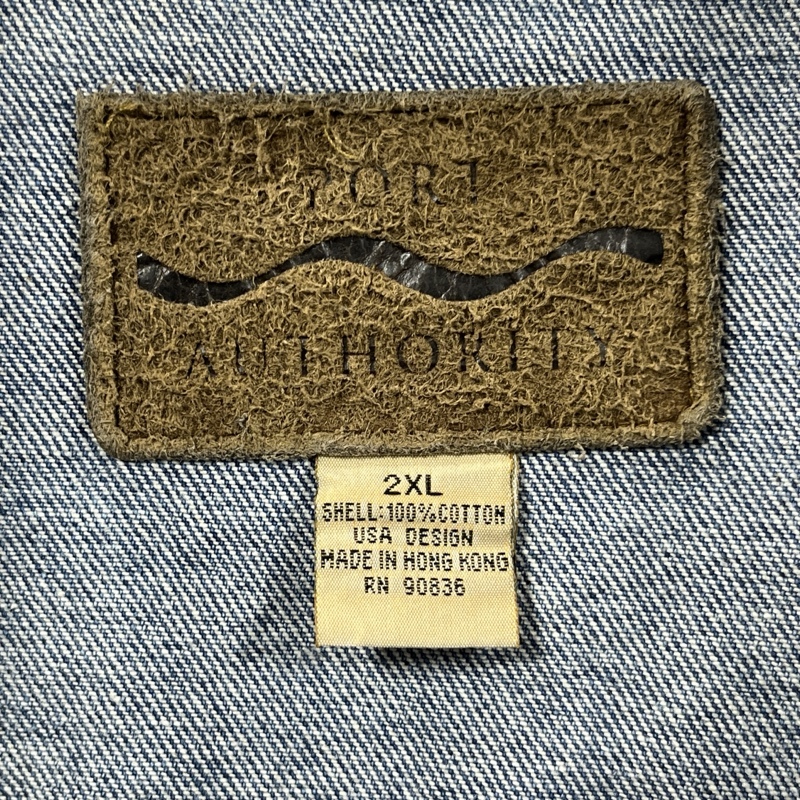 PORT
AUTHORITY
2XL
SHELL:100%COTTON
USA DESIGN
MADE IN HONG KONG
RN 90836